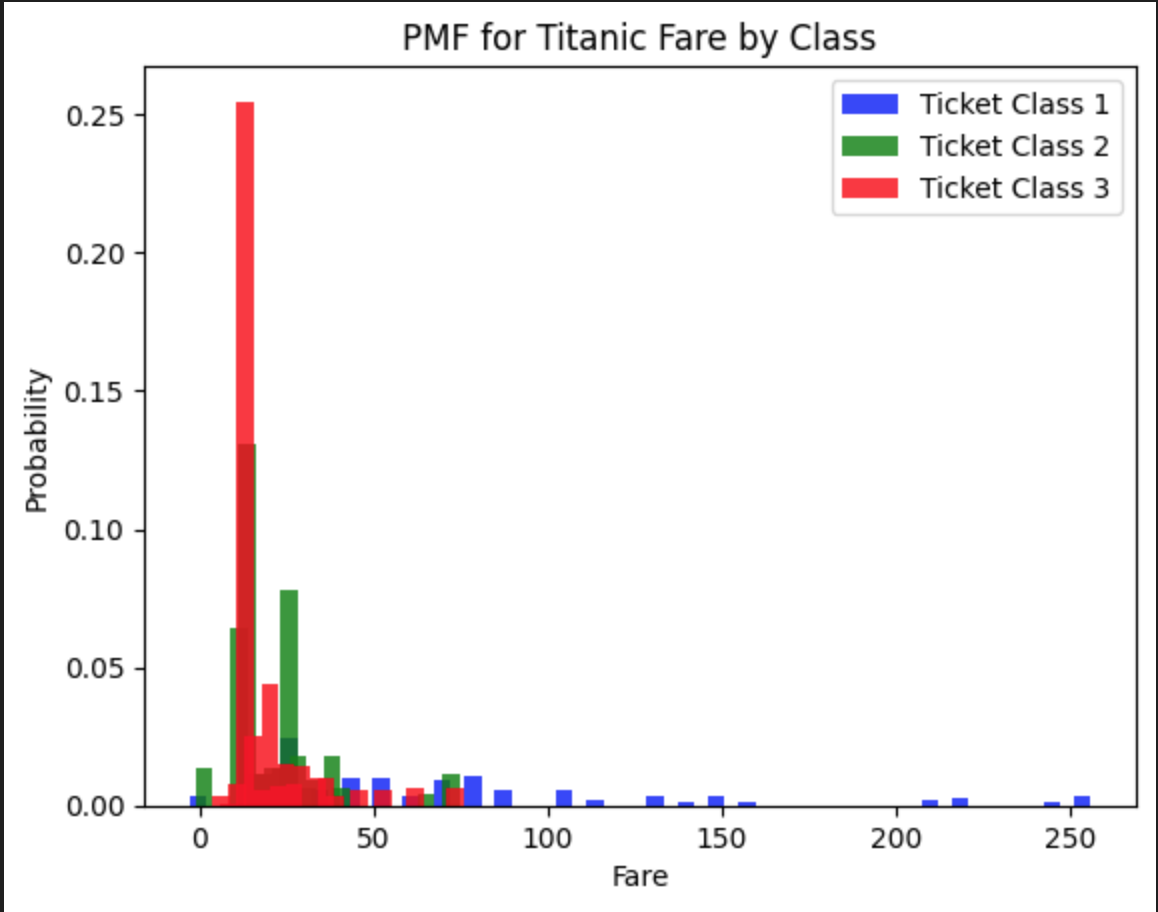 PMF for Titanic Fare by Class
Ticket Class 1
Ticket Class 2
Ticket Class 3
0.25
0.20
0.15
0.10
0.05
0.00
Probability
0
50
100
150
200
250
Fare